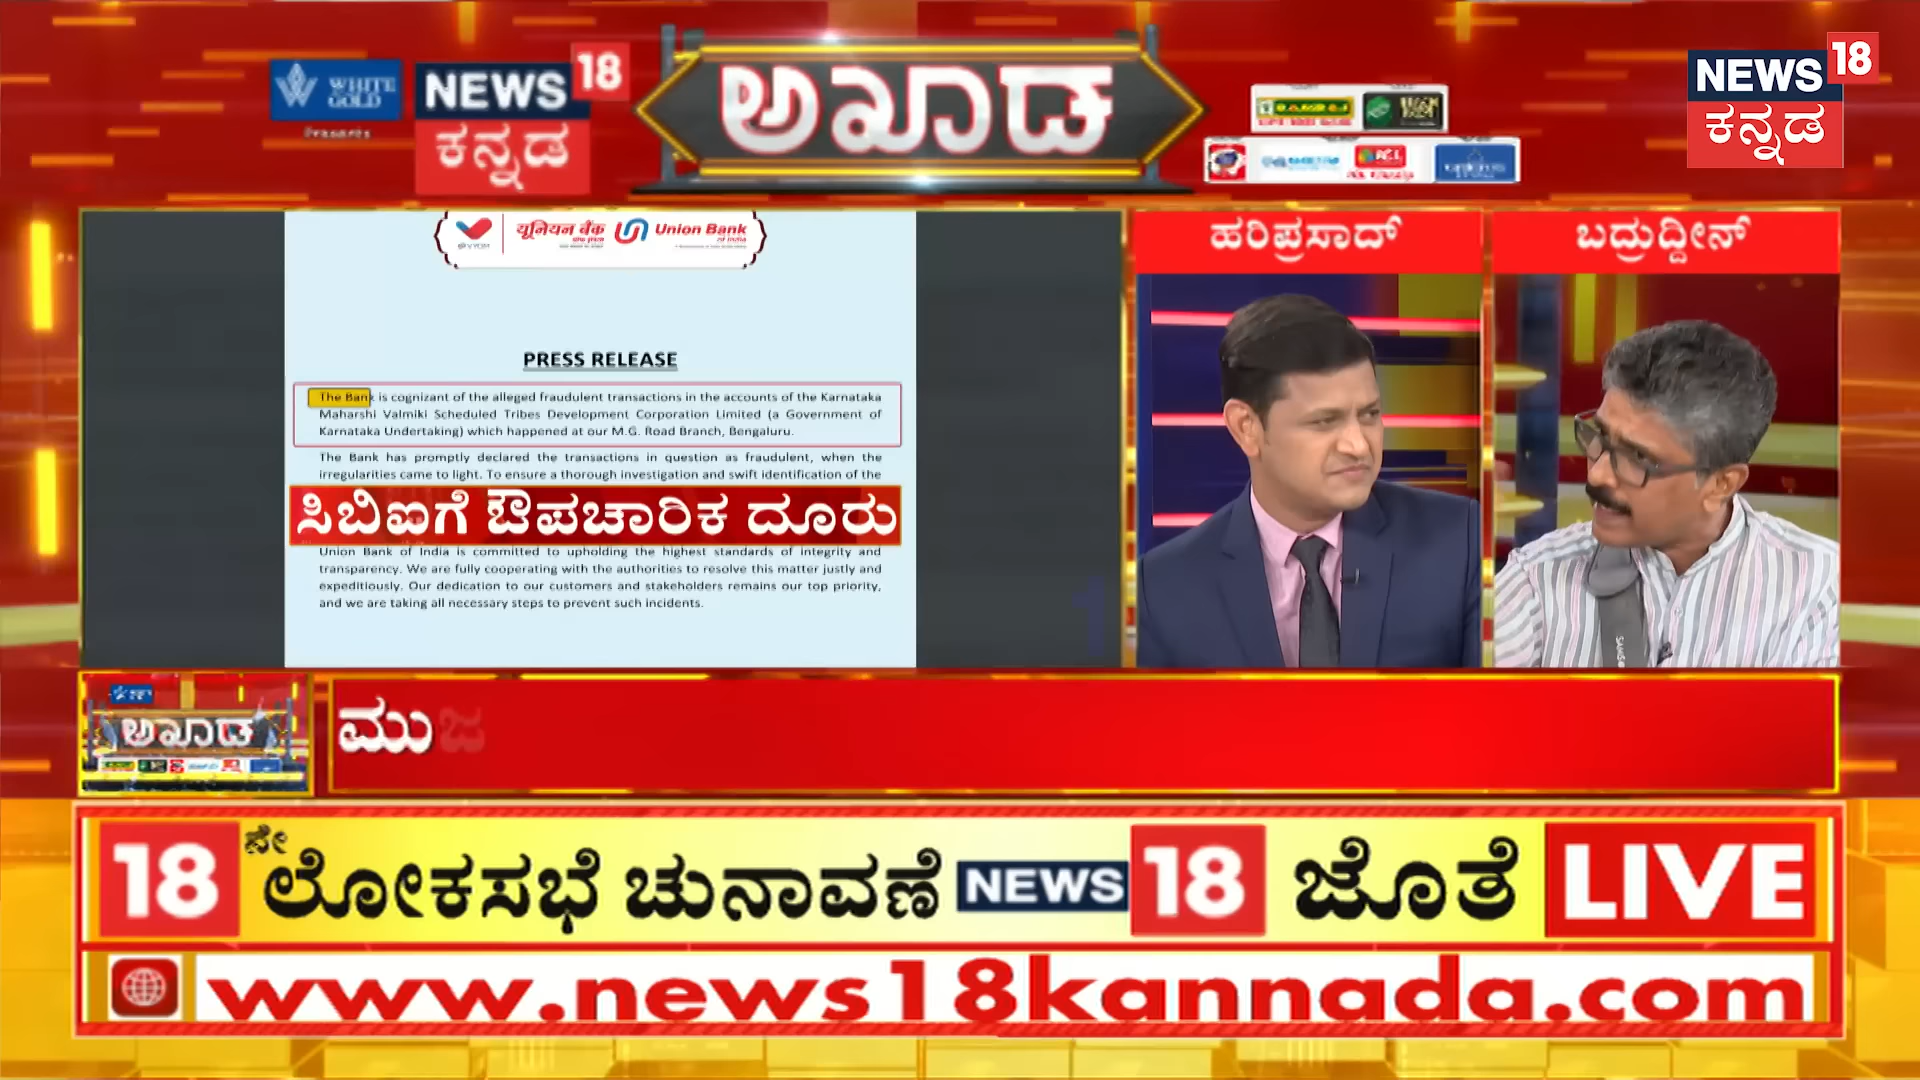 WHITE GOLD
Presents
NEWS 18
ಕನ್ನಡ
ಅಖಾಡ
NEWS 18
ಕನ್ನಡ
यूनियन बैंक
Union Bank
of India
ಹರಿಪ್ರಸಾದ್
ಬದ್ರುದ್ದೀನ್
PRESS RELEASE
The Bank is cognizant of the alleged fraudulent transactions in the accounts of the Karnataka
Maharshi Valmiki Scheduled Tribes Development Corporation Limited (a Government of
Karnataka Undertaking) which happened at our M.G. Road Branch, Bengaluru.
The Bank has promptly declared the transactions in question as fraudulent, when the
irregularities came to light. To ensure a thorough investigation and swift identification of the
ಸಿಬಿಐಗೆ ಔಪಚಾರಿಕ ದೂರು
Union Bank of India is committed to upholding the highest standards of integrity and
transparency. We are fully cooperating with the authorities to resolve this matter justly and
expeditiously. Our dedication to our customers and stakeholders remains our top priority,
and we are taking all necessary steps to prevent such incidents.
ಅಖಾಡ
ಮುಜ
18ನೇ ಲೋಕಸಭೆ ಚುನಾವಣೆ NEWS 18 ಜೊತೆ LIVE
www.news18kannada.com